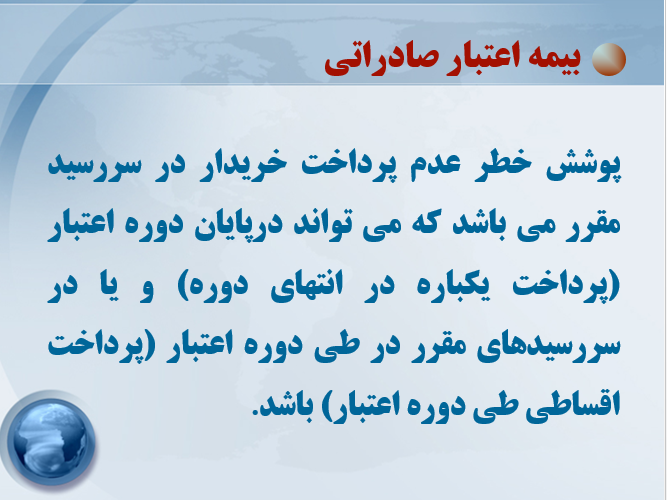 بیمه اعتبار صادراتی
پوشش خطر عدم پرداخت خریدار در سررسید
مقرر می باشد که می تواند درپایان دوره اعتبار
(پرداخت یکباره در انتهای دوره) و یا در
سررسیدهای مقرر در طی دوره اعتبار (پرداخت
اقساطی طی دوره اعتبار) باشد.